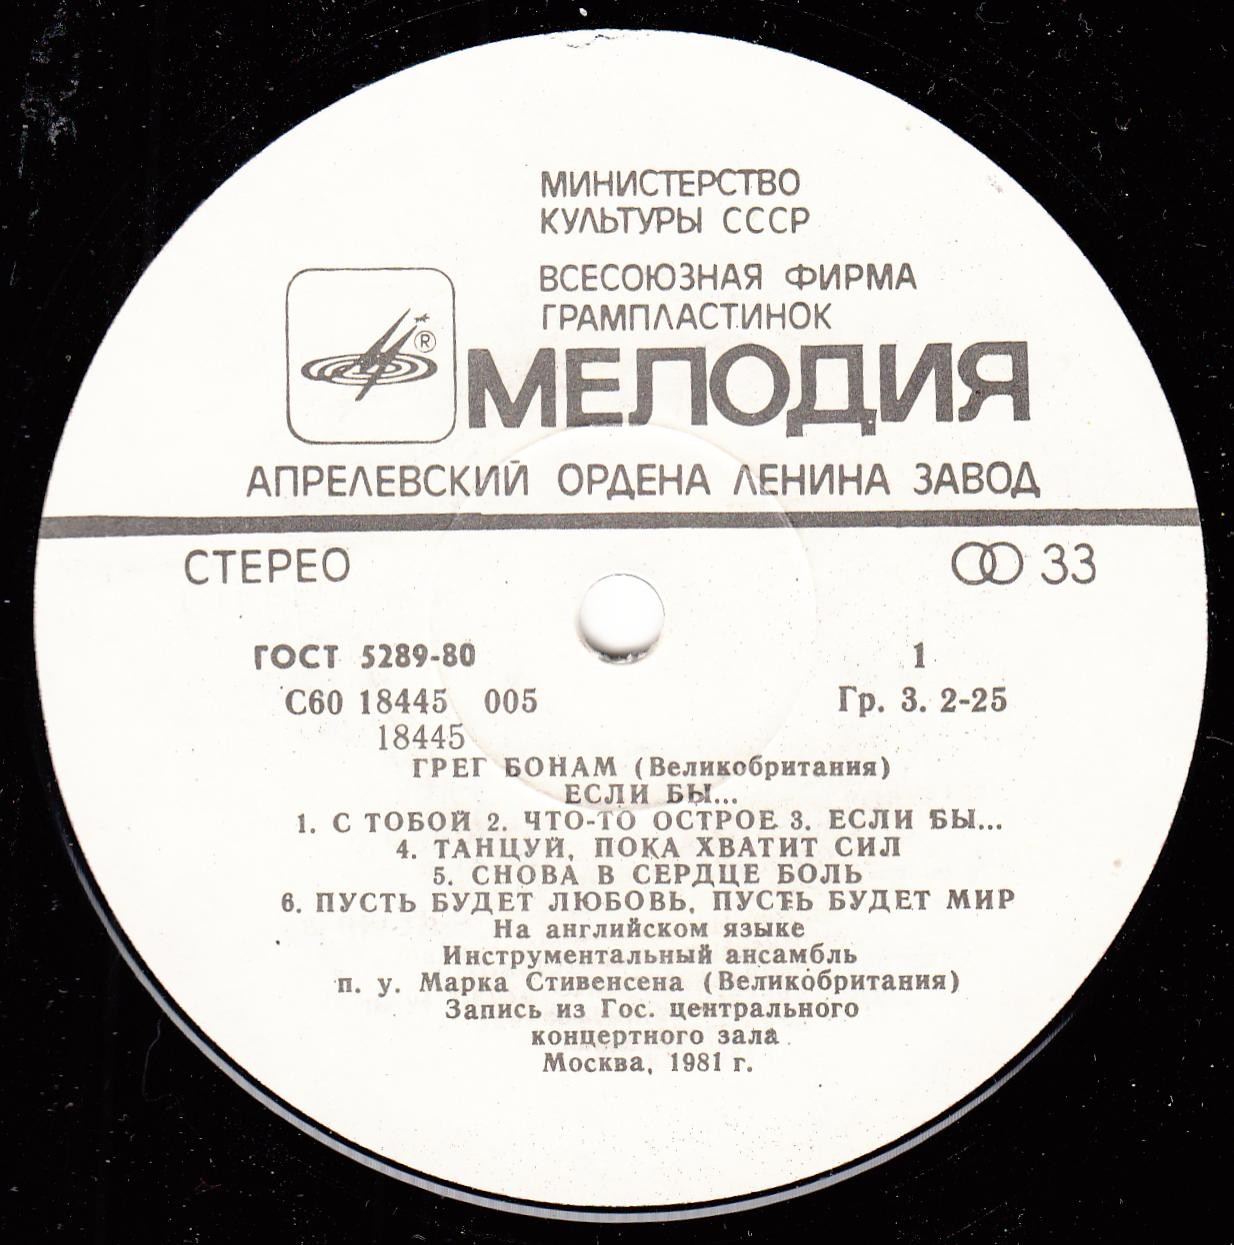 МИНИСТЕРСТВО
КУЛЬТУРЫ СССР
ВСЕСОЮЗНАЯ ФИРМА
ГРАМПЛАСТИНОК
®
МЕЛОДИЯ
АПРЕЛЕВСКИЙ ОРДЕНА ЛЕНИНА ЗАВОД
СТЕРЕО 33
ГОСТ 5289-80 1
С60 18445 005 Гр. 3. 2-25
18445
ГРЕГ БОНАМ (Великобритания)
ЕСЛИ БЫ...
1. С ТОБОЙ 2. ЧТО-ТО ОСТРОЕ 3. ЕСЛИ БЫ...
4. ТАНЦУЙ, ПОКА ХВАТИТ СИЛ
5. СНОВА В СЕРДЦЕ БОЛЬ
6. ПУСТЬ БУДЕТ ЛЮБОВЬ, ПУСТЬ БУДЕТ МИР
На английском языке
Инструментальный ансамбль
п. у. Марка Стивенсена (Великобритания)
Запись из Гос. центрального
концертного зала
Москва, 1981 г.